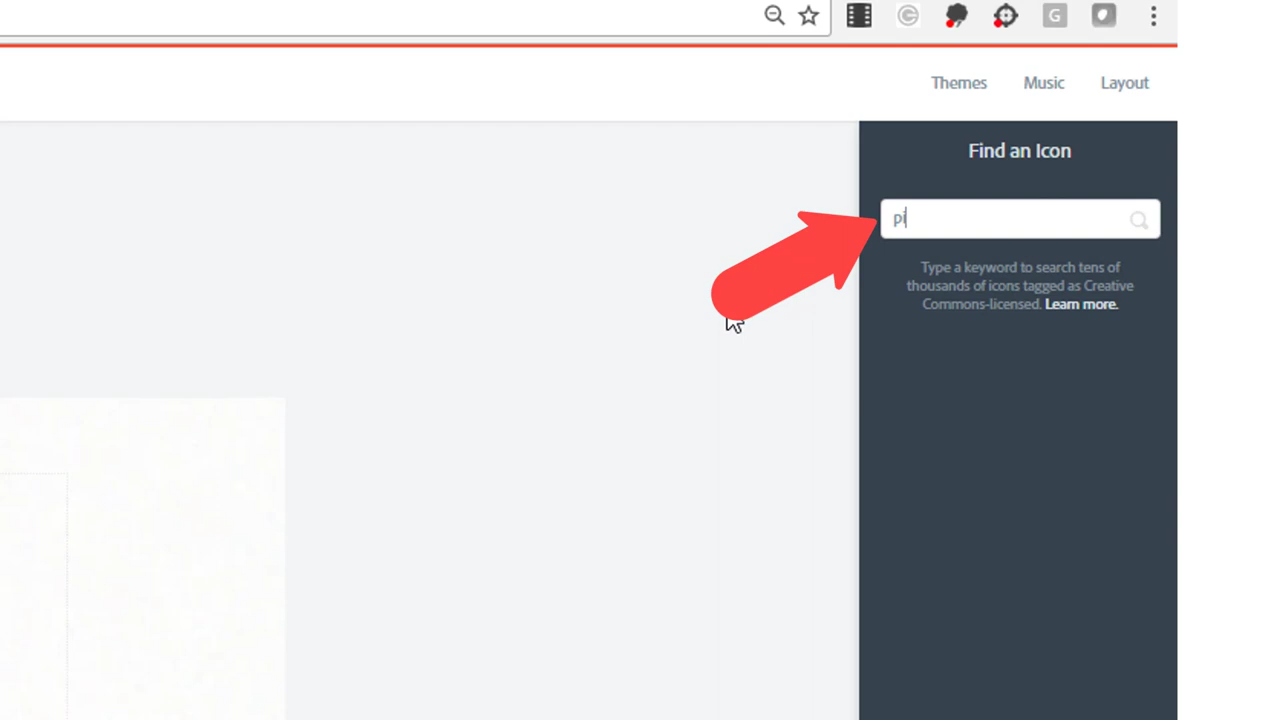 G
Themes Music Layout
Find an Icon
pi
Type a keyword to search tens of
thousands of icons tagged as Creative
Commons-licensed. Learn more.